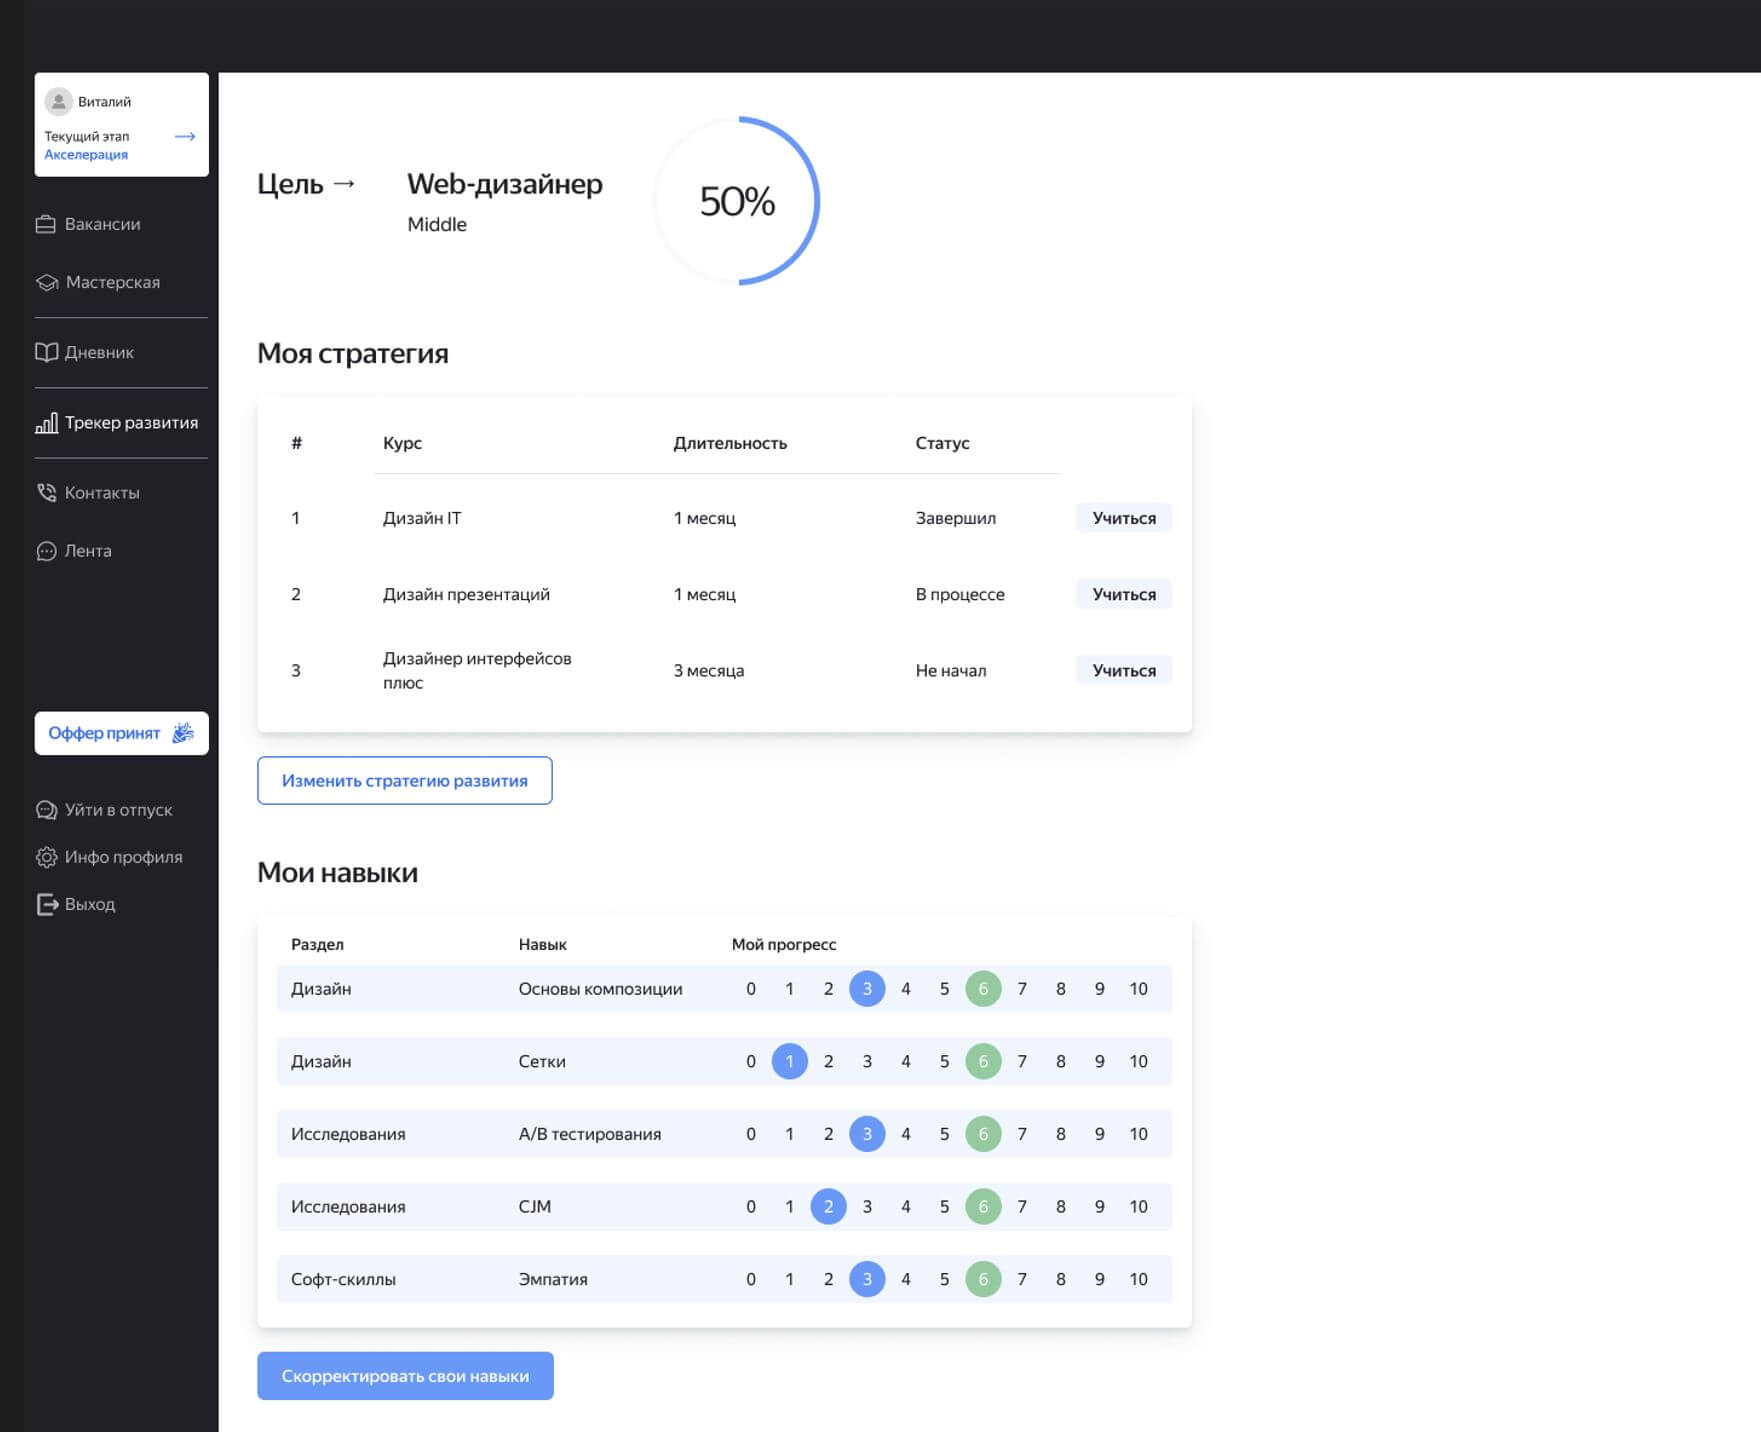 Виталий
Текущий этап
Акселерация
Вакансии
Мастерская
Дневник
Трекер развития
Контакты
Лента
Оффер принят
Уйти в отпуск
Инфо профиля
Выход
Цель → Web-дизайнер
Middle
50%
Моя стратегия
# Курс Длительность Статус
1 Дизайн IT 1 месяц Завершил Учиться
2 Дизайн презентаций 1 месяц В процессе Учиться
3 Дизайнер интерфейсов плюс 3 месяца Не начал Учиться
Изменить стратегию развития
Мои навыки
Раздел Навык Мой прогресс
Дизайн Основы композиции 0 1 2 3 4 5 6 7 8 9 10
Дизайн Сетки 0 1 2 3 4 5 6 7 8 9 10
Исследования A/B тестирования 0 1 2 3 4 5 6 7 8 9 10
Исследования CJM 0 1 2 3 4 5 6 7 8 9 10
Софт-скиллы Эмпатия 0 1 2 3 4 5 6 7 8 9 10
Скорректировать свои навыки